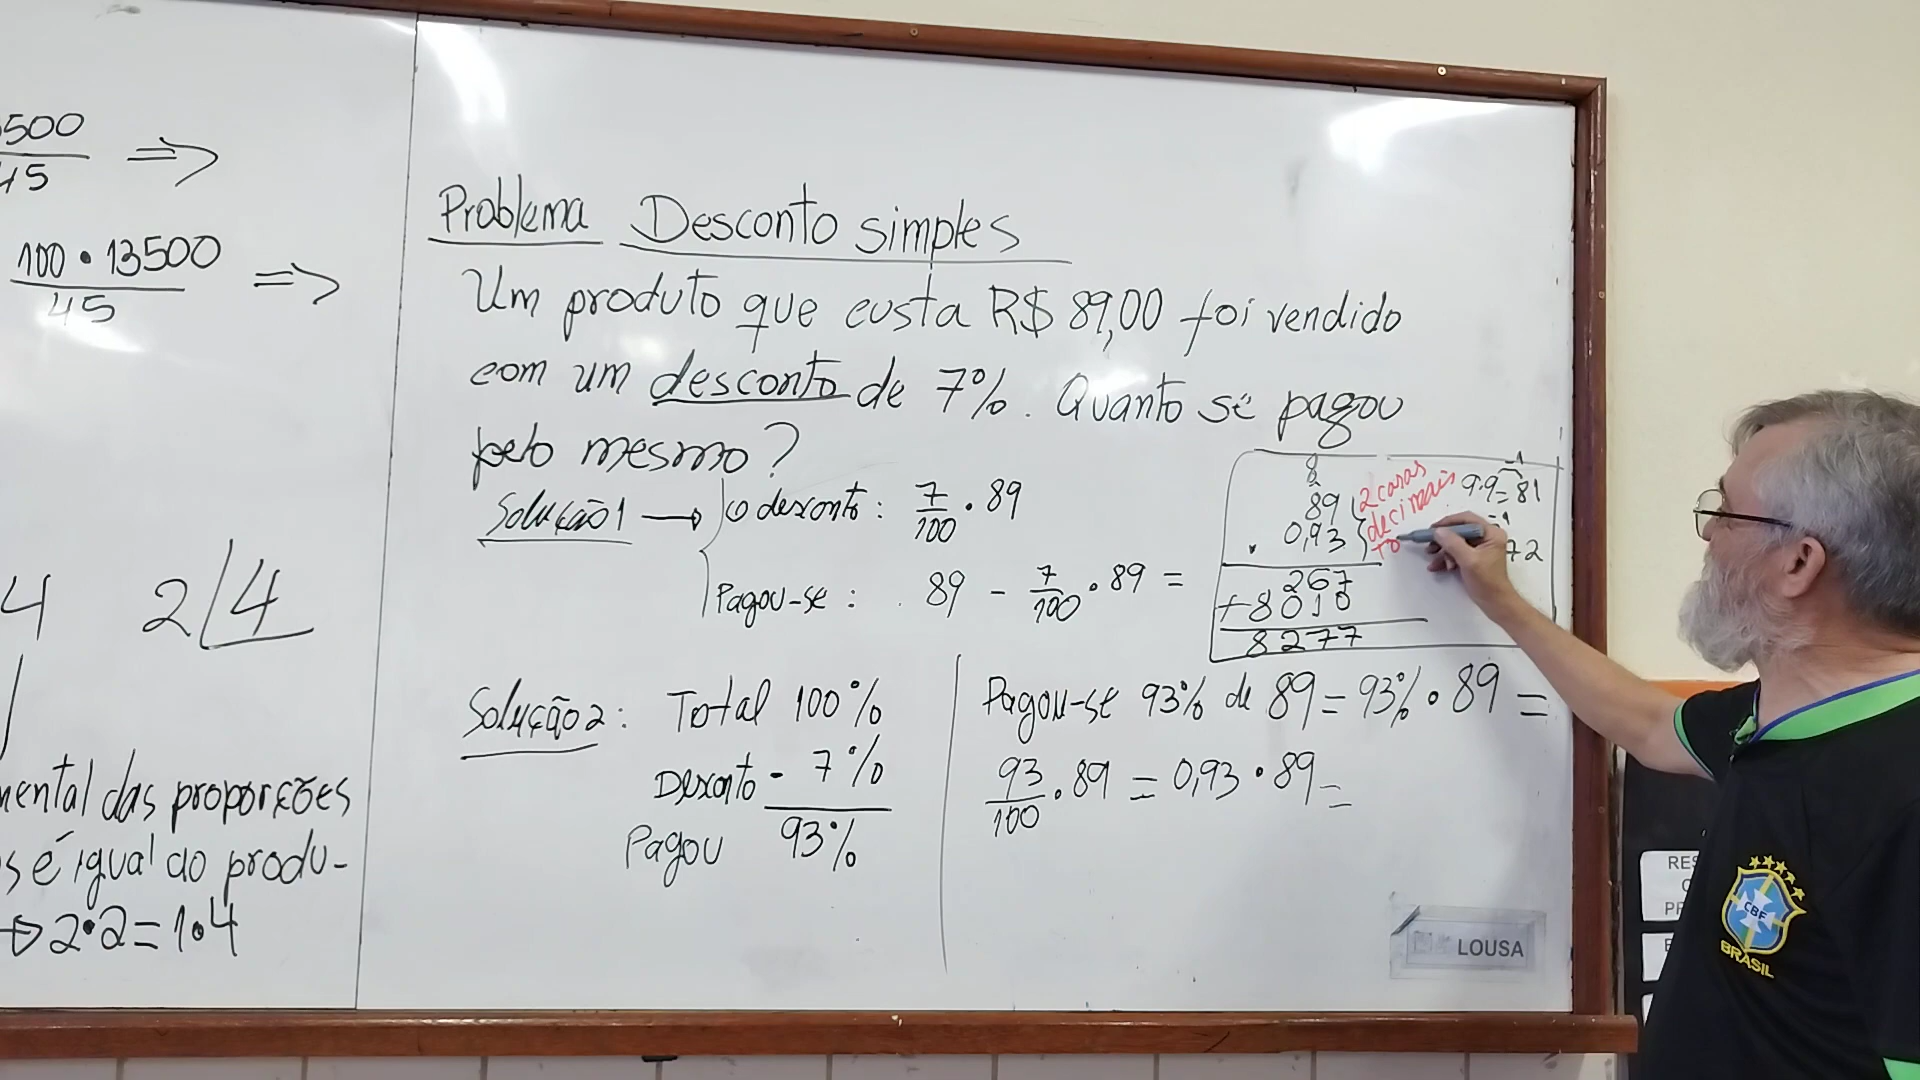 500
45 =>
100 • 13500
45 =>
4 2 4
mental das proporções
s é igual ao produ-
2•2=1•4
Problema Desconto simples
Um produto que custa R$ 89,00 foi vendido
com um desconto de 7%. Quanto se pagou
pelo mesmo?
Solução 1 → O desconto: 7/100 • 89
Pagou-se: 89 - 7/100 • 89 =
89
• 0,93
267
+8010
8277
2 casas
decimais
to
9.9=81
72
Solução 2: Total 100%
Desconto - 7%
Pagou 93%
Pagou-se 93% de 89 = 93% • 89 =
93/100 • 89 = 0,93 • 89 =
LOUSA
CBF
BRASIL